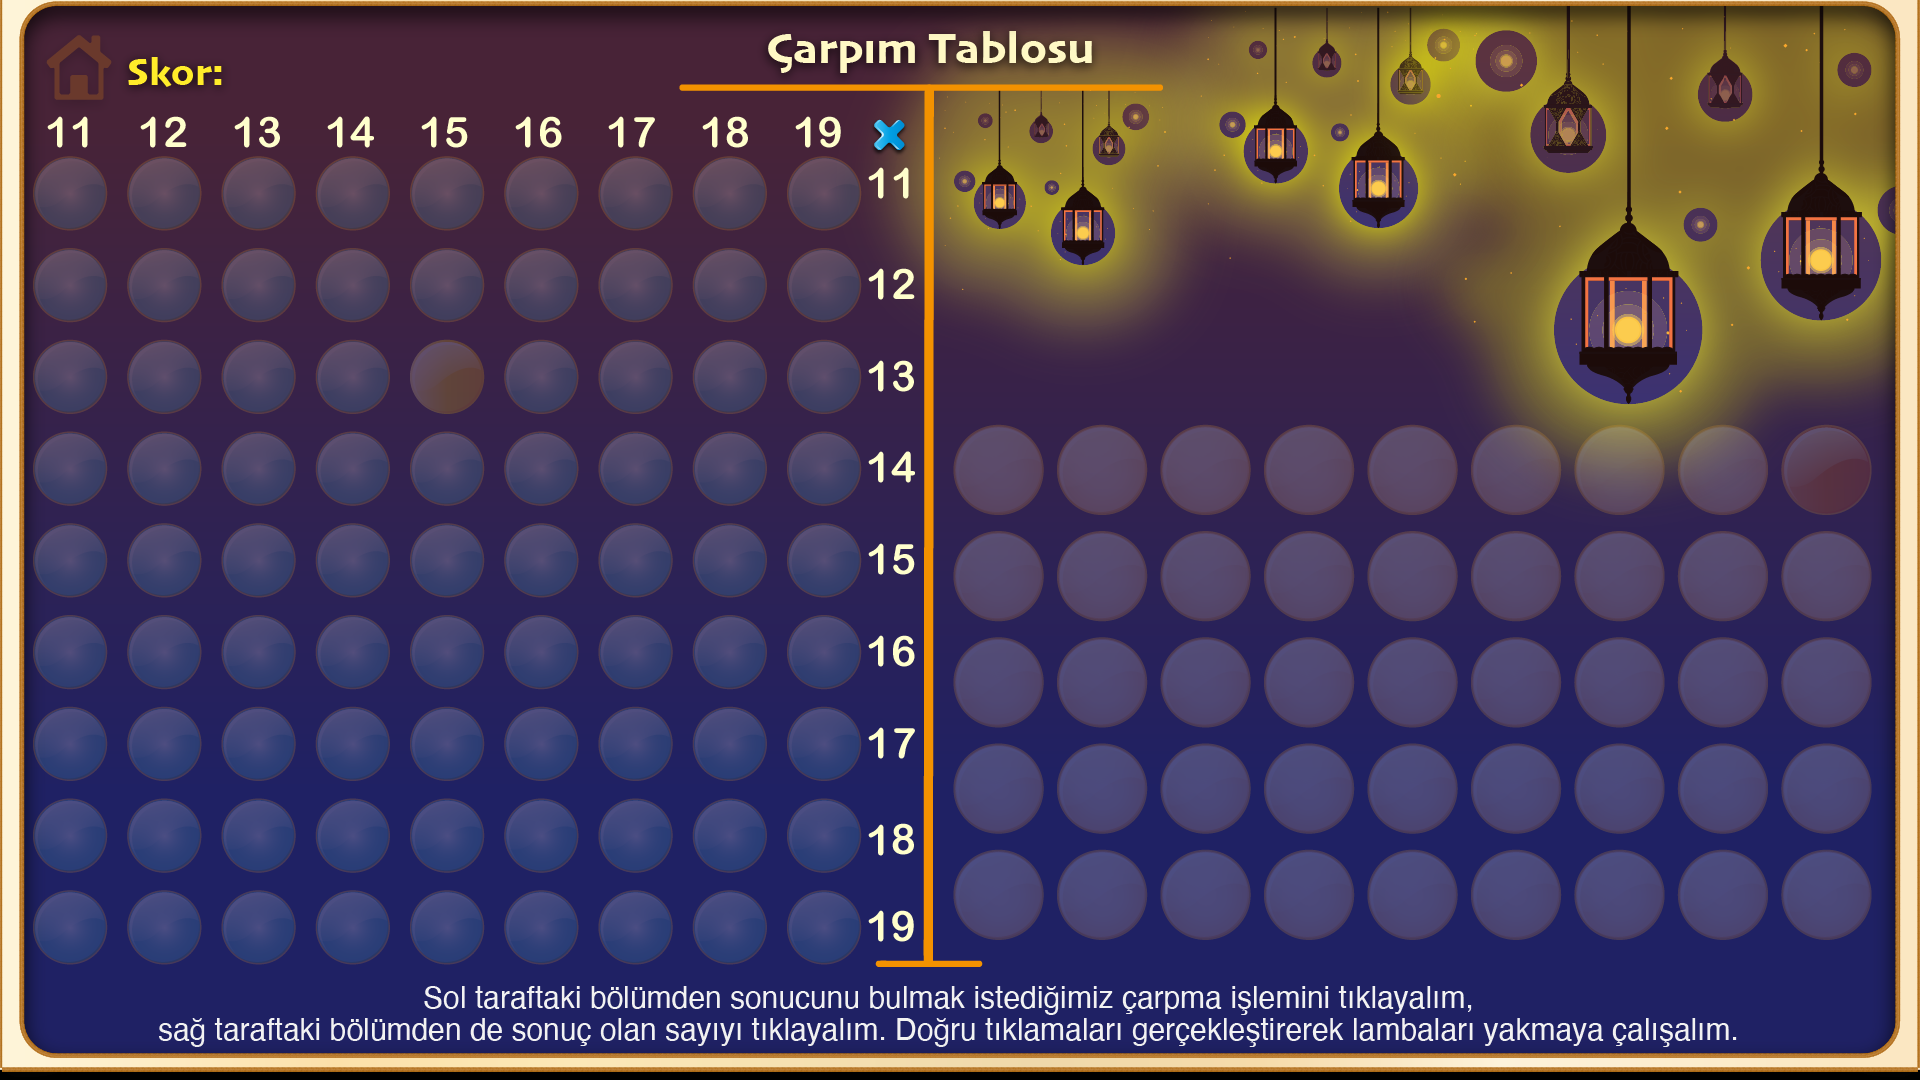 Çarpım Tablosu
Skor:
11 12 13 14 15 16 17 18 19 ×
11
12
13
14
15
16
17
18
19
Sol taraftaki bölümden sonucunu bulmak istediğimiz çarpma işlemini tıklayalım,
sağ taraftaki bölümden de sonuç olan sayıyı tıklayalım. Doğru tıklamaları gerçekleştirerek lambaları yakmaya çalışalım.